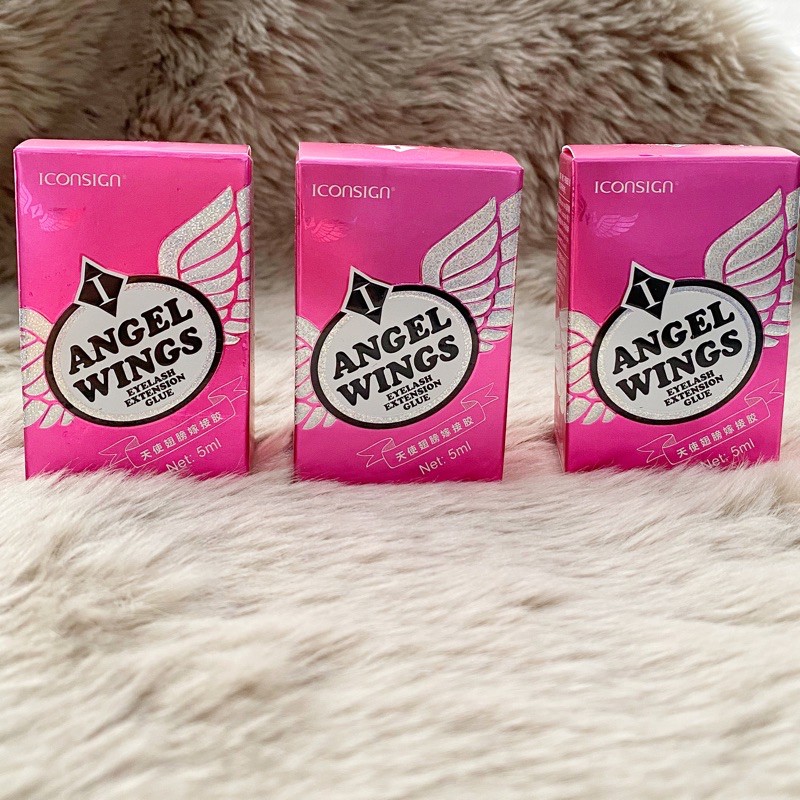 ICONSIGN®
I
ANGEL
WINGS
EYELASH
EXTENSION
GLUE
天使翅膀嫁接胶
Net: 5ml
ICONSIGN®
I
ANGEL
WINGS
EYELASH
EXTENSION
GLUE
天使翅膀嫁接胶
Net: 5ml
ICONSIGN®
I
ANGEL
WINGS
EYELASH
EXTENSION
GLUE
天使翅膀嫁接胶
Net: 5ml